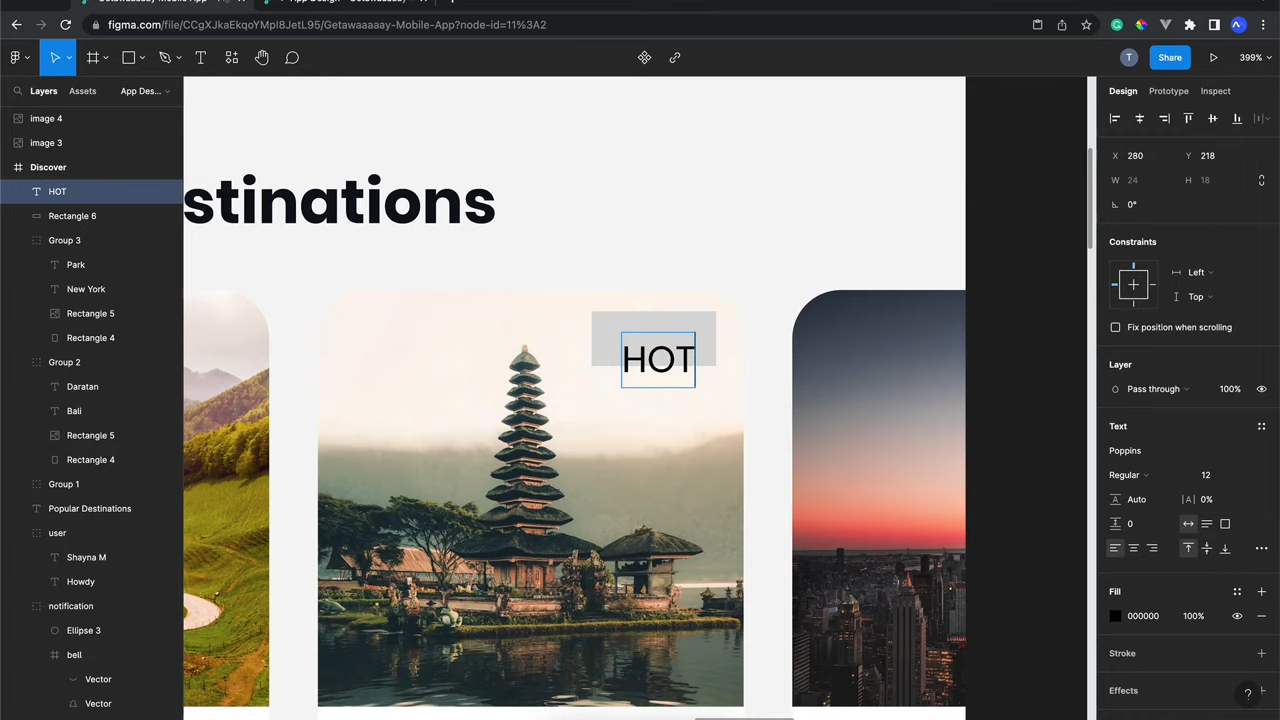 figma.com/file/CCgXJkaEkqoYMpI8JetL95/Getawaaaaay-Mobile-App?node-id=11%3A2
T
Share
399%
Layers
Assets
App Des...
Design
Prototype
Inspect
image 4
image 3
Discover
HOT
Rectangle 6
Group 3
Park
New York
Rectangle 5
Rectangle 4
Group 2
Daratan
Bali
Rectangle 5
Rectangle 4
Group 1
Popular Destinations
user
Shayna M
Howdy
notification
Ellipse 3
bell
Vector
Vector
stinations
HOT
X 280 Y 218
W 24 H 18
0°
Constraints
Left
Top
Fix position when scrolling
Layer
Pass through 100%
Text
Poppins
Regular 12
Auto 0%
0
Fill
000000 100%
Stroke
Effects
?